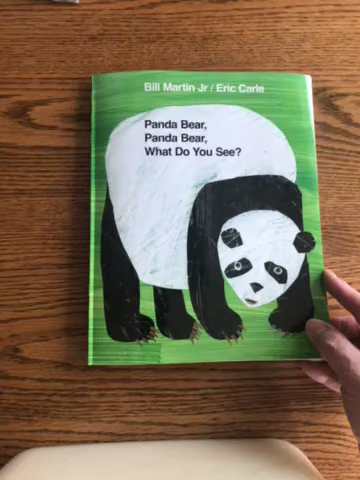 Bill Martin Jr / Eric Carle
Panda Bear,
Panda Bear,
What Do You See?